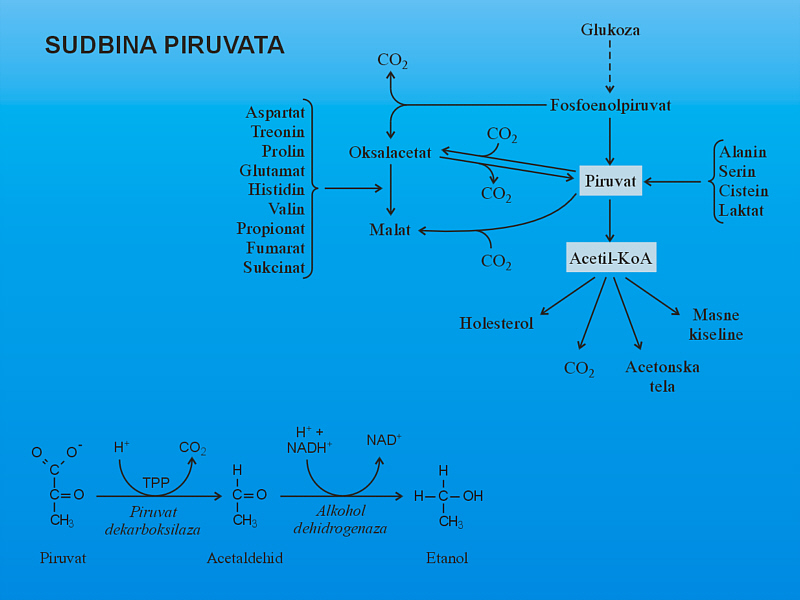 SUDBINA PIRUVATA
Glukoza
CO2
Fosfoenolpiruvat
Aspartat
Treonin
Prolin
Glutamat
Histidin
Valin
Propionat
Fumarat
Sukcinat
Oksalacetat
CO2
CO2
Malat
CO2
Piruvat
Alanin
Serin
Cistein
Laktat
Acetil-KoA
Holesterol
CO2
Acetonska
tela
Masne
kiseline
O O-
C
C=O
CH3
Piruvat
H+
CO2
TPP
Piruvat
dekarboksilaza
H
C=O
CH3
Acetaldehid
H+ +
NADH+
NAD+
Alkohol
dehidrogenaza
H
H–C–OH
CH3
Etanol